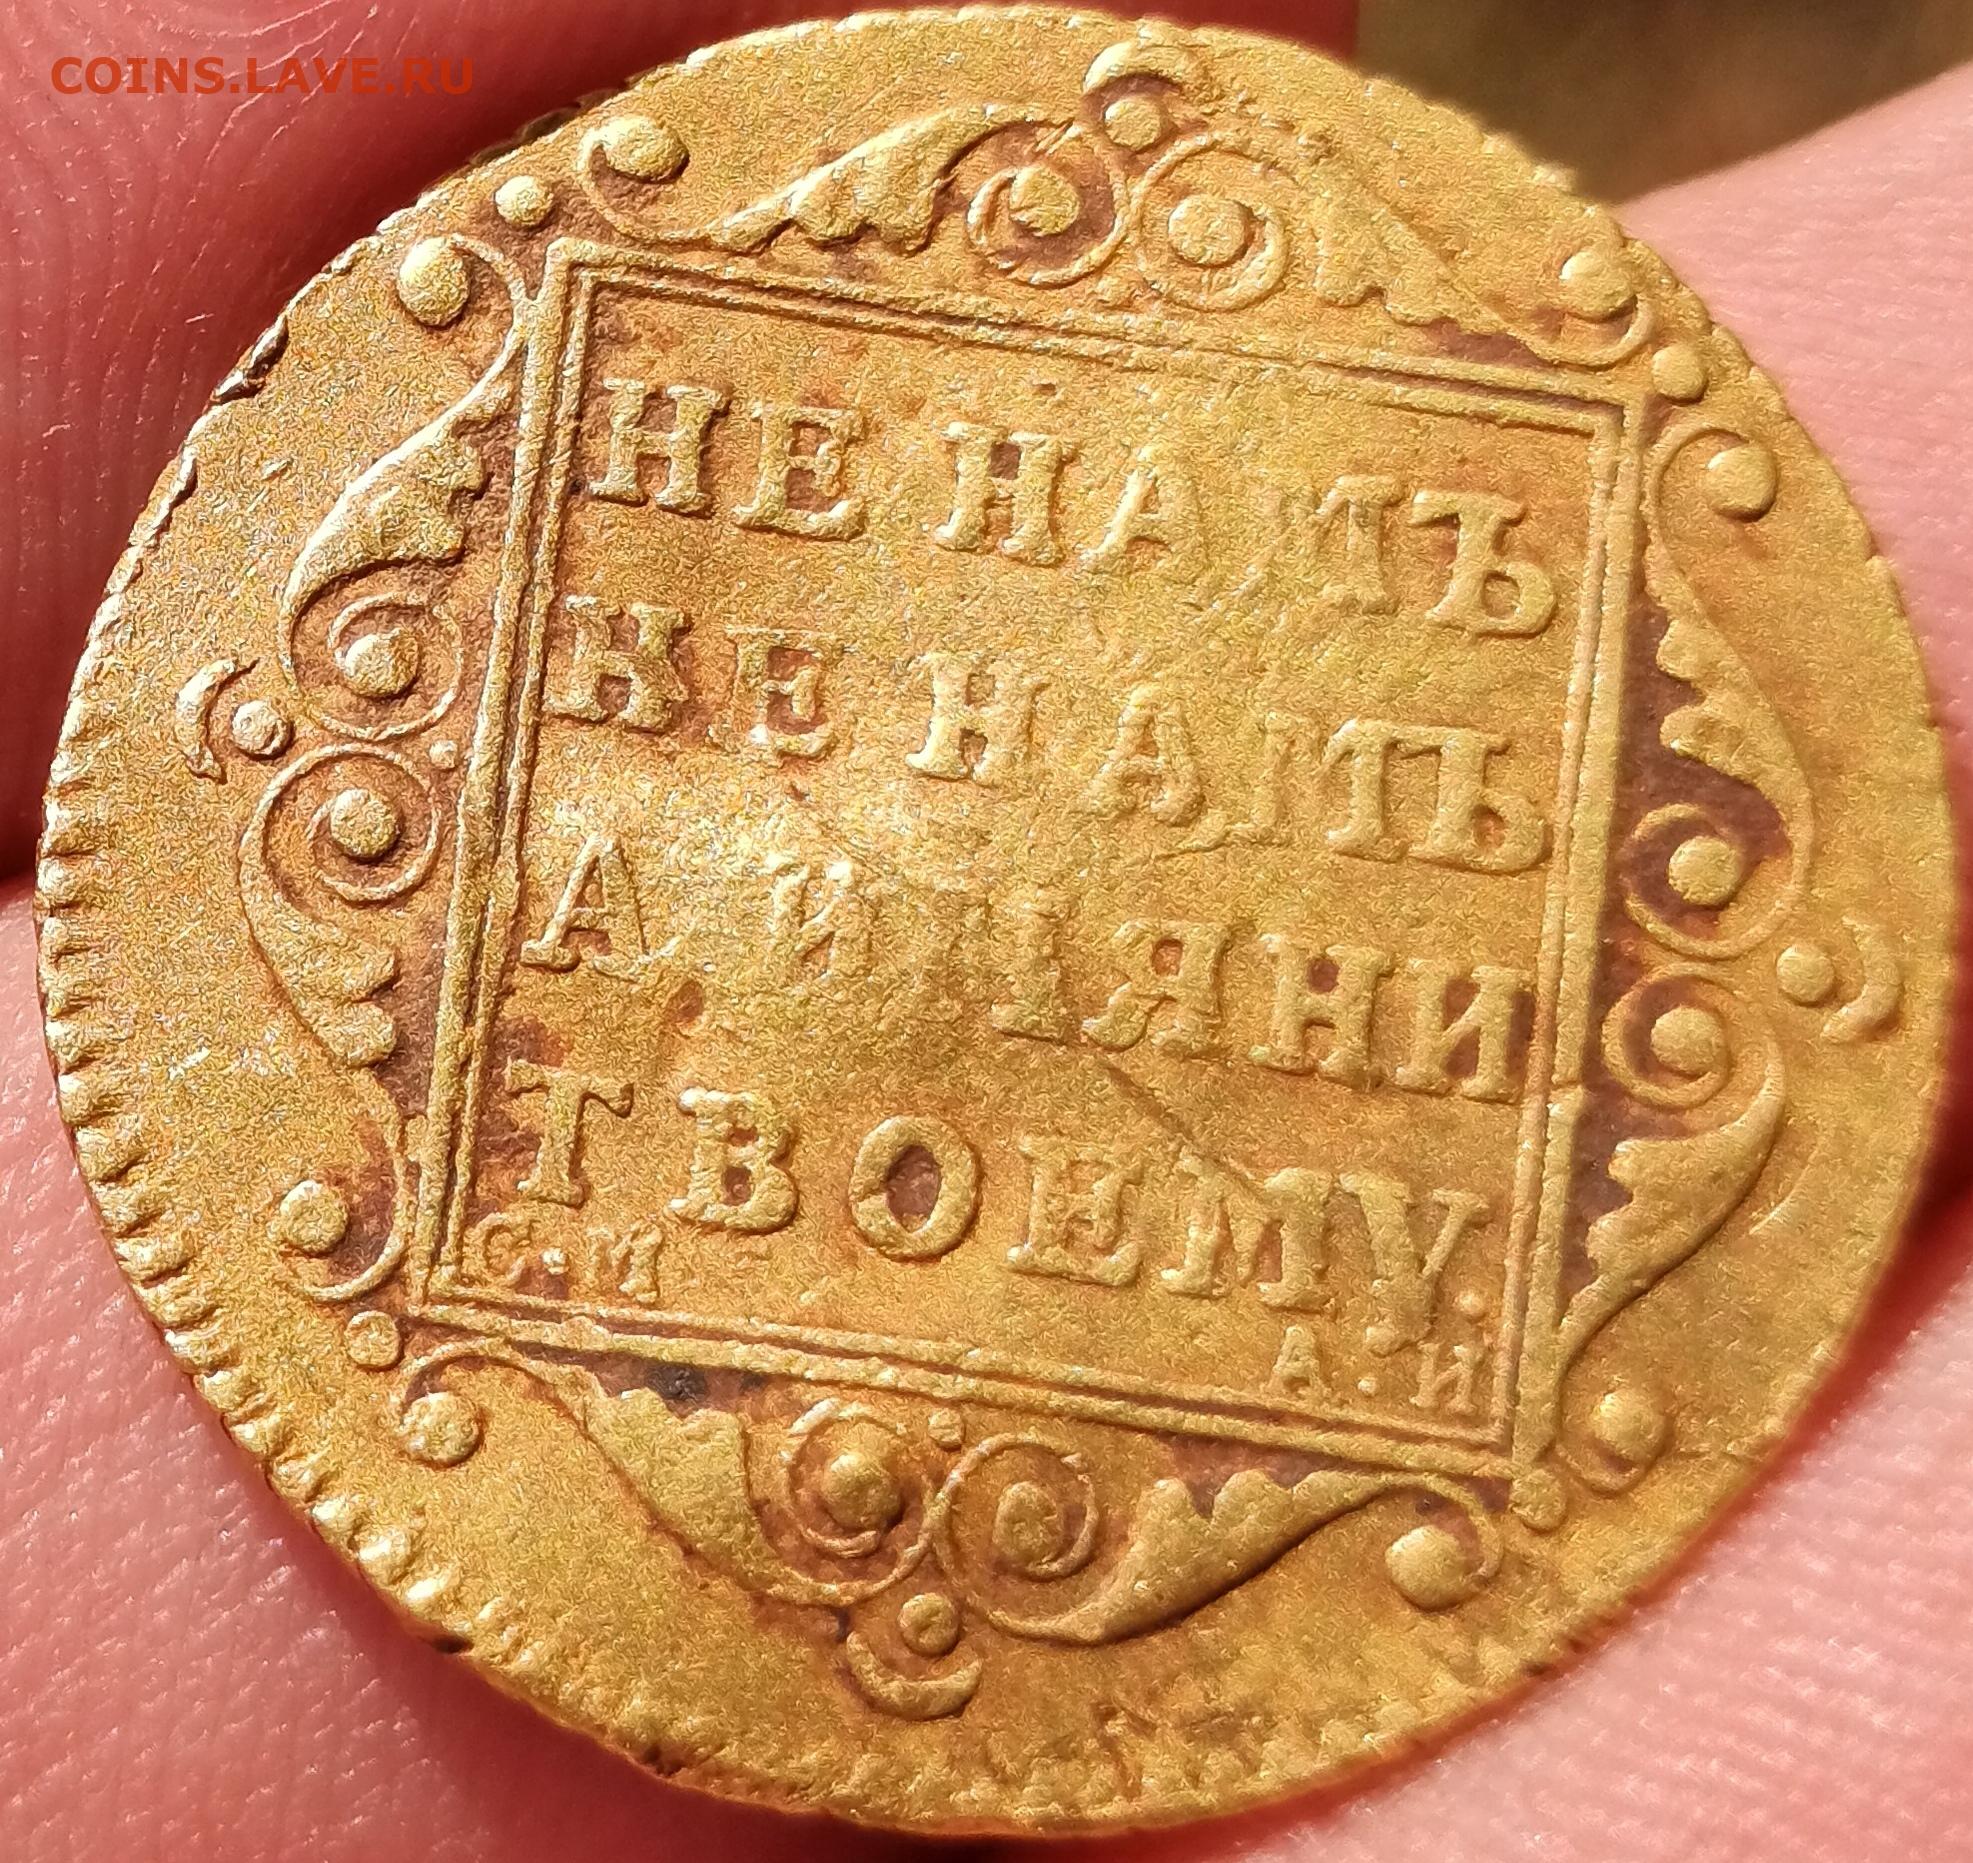 COINS.LAVE.RU
НЕ НАМЪ
НЕ НАМЪ
А ИМЯНИ
ТВОЕМУ.
С·М
А·И